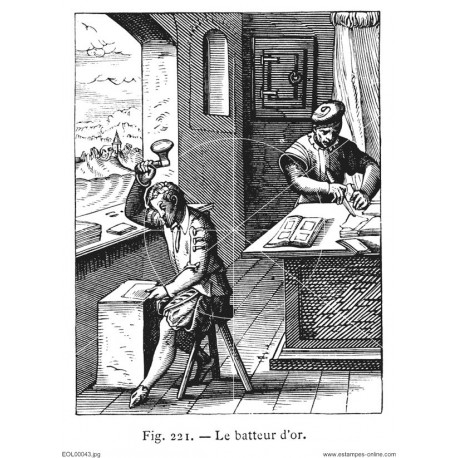 Fig. 221. — Le batteur d'or.
EOL00043.jpg
www.estampes-online.com